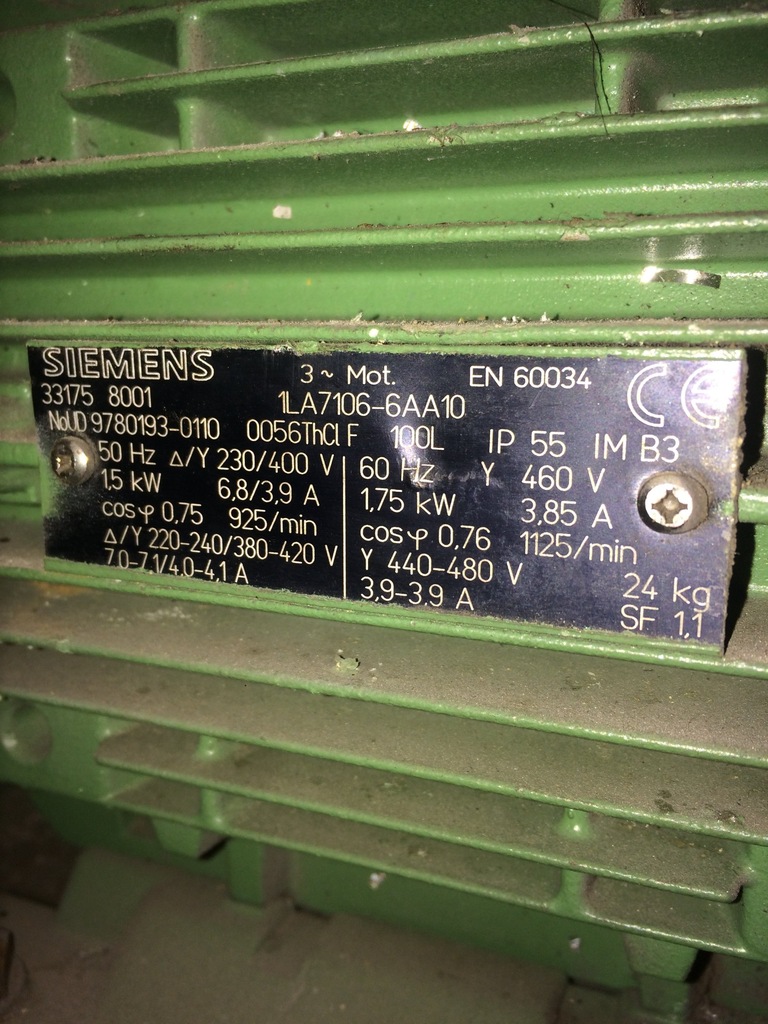 SIEMENS 3 ~ Mot. EN 60034 CE
33175 8001 1LA7106-6AA10
NoUD 9780193-0110 0056 ThCl F 100L IP 55 IM B3
50 Hz Δ/Y 230/400 V
1.5 kW 6,8/3,9 A
cosφ 0,75 925/min
Δ/Y 220-240/380-420 V
7.0-7.1/4.0-4.1 A
60 Hz Y 460 V
1,75 kW 3,85 A
cosφ 0,76 1125/min
Y 440-480 V
3,9-3,9 A
24 kg
SF 1,1